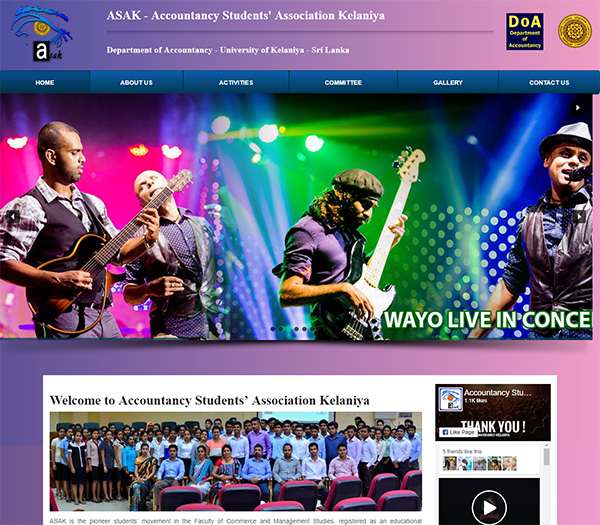 ASAK - Accountancy Students' Association Kelaniya
Department of Accountancy - University of Kelaniya - Sri Lanka
a sak
DoA
Department
of
Accountancy
HOME
ABOUT US
ACTIVITIES
COMMITTEE
GALLERY
CONTACT US
WAYO LIVE IN CONCE
Welcome to Accountancy Students’ Association Kelaniya
ASAK is the pioneer students’ movement in the Faculty of Commerce and Management Studies, registered as an educational
Accountancy Stu...
1.1K likes
THANK YOU !
Like Page
5 friends like this